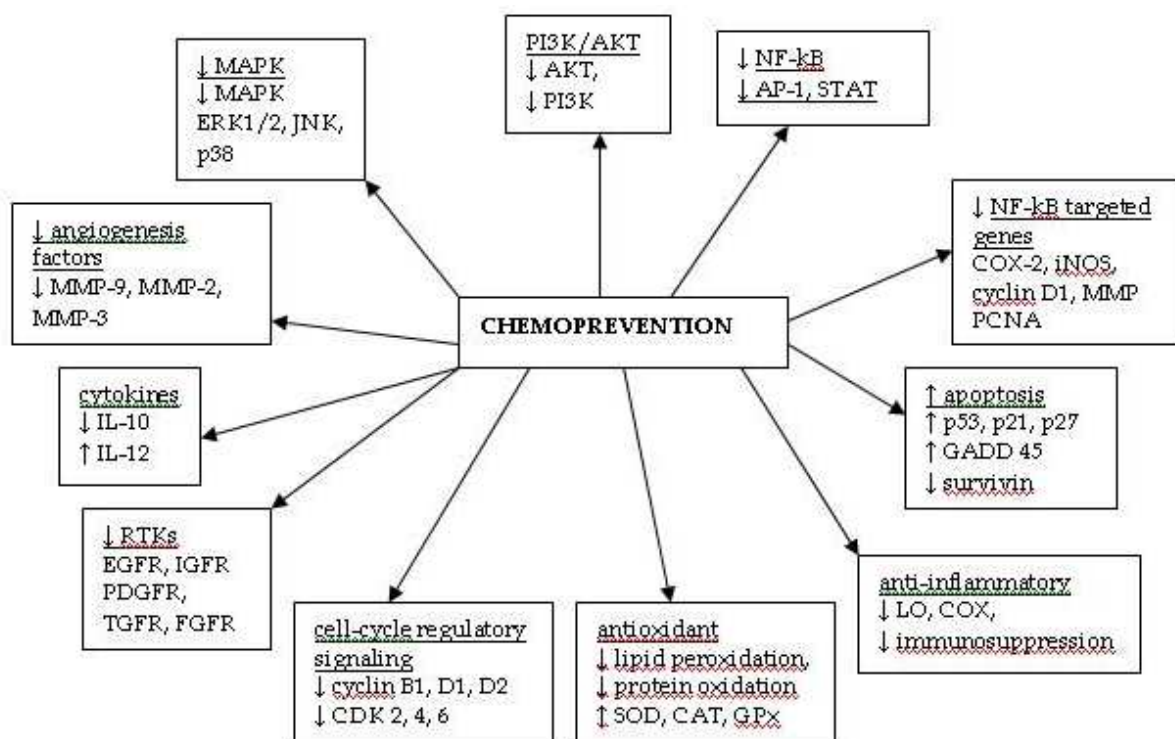 ↓ MAPK
↓ MAPK
ERK1/2, JNK,
p38
PI3K/AKT
↓ AKT,
↓ PI3K
↓ NF-kB
↓ AP-1, STAT
↓ angiogenesis
factors
↓ MMP-9, MMP-2,
MMP-3
↓ NF-kB targeted
genes
COX-2, iNOS,
cyclin D1, MMP
PCNA
CHEMOPREVENTION
cytokines
↓ IL-10
↑ IL-12
↑ apoptosis
↑ p53, p21, p27
↑ GADD 45
↓ survivin
↓ RTKs
EGFR, IGFR
PDGFR,
TGFR, FGFR
cell-cycle regulatory
signaling
↓ cyclin B1, D1, D2
↓ CDK 2, 4, 6
antioxidant
↓ lipid peroxidation,
↓ protein oxidation
↑ SOD, CAT, GPx
anti-inflammatory
↓ LO, COX,
↓ immunosuppression